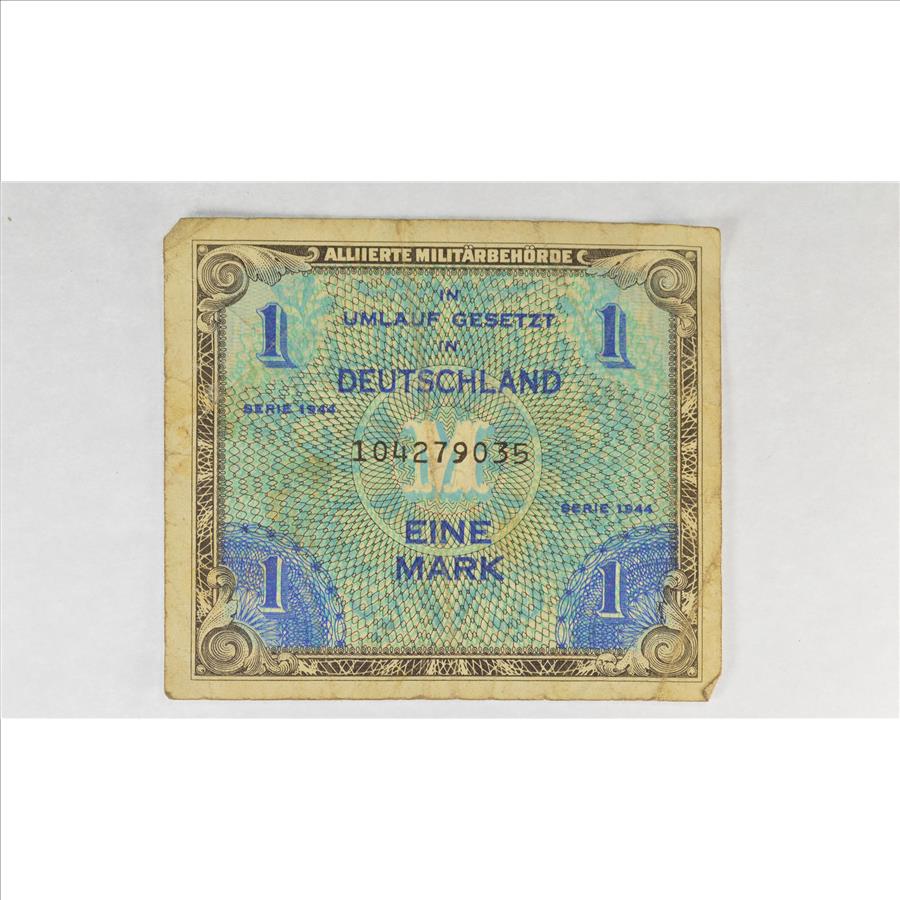 ALLIIERTE MILITÄRBEHÖRDE
IN
1 UMLAUF GESETZT 1
IN
DEUTSCHLAND
SERIE 1944
M
104279035
SERIE 1944
EINE
1 MARK 1